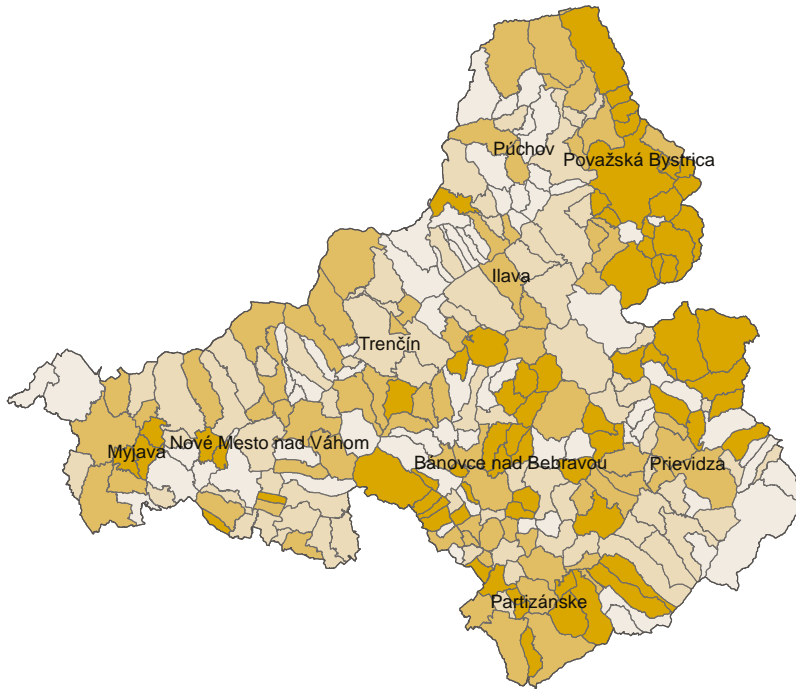 Púchov
Považská Bystrica
Ilava
Trenčín
Nové Mesto nad Váhom
Myjava
Bánovce nad Bebravou
Prievidza
Partizánske